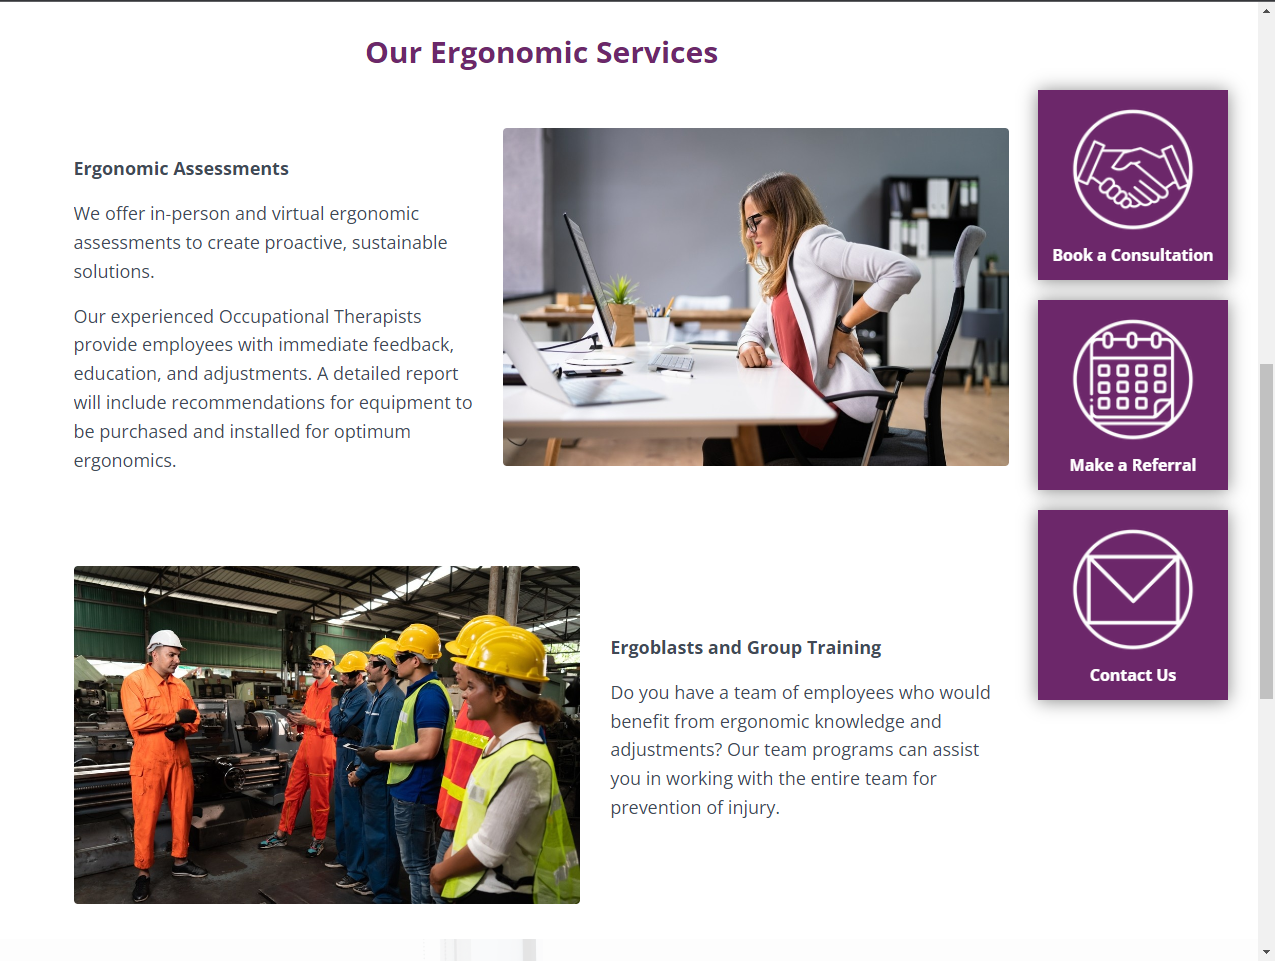 Our Ergonomic Services
Ergonomic Assessments
We offer in-person and virtual ergonomic
assessments to create proactive, sustainable
solutions.
Our experienced Occupational Therapists
provide employees with immediate feedback,
education, and adjustments. A detailed report
will include recommendations for equipment to
be purchased and installed for optimum
ergonomics.
Ergoblasts and Group Training
Do you have a team of employees who would
benefit from ergonomic knowledge and
adjustments? Our team programs can assist
you in working with the entire team for
prevention of injury.
Book a Consultation
Make a Referral
Contact Us